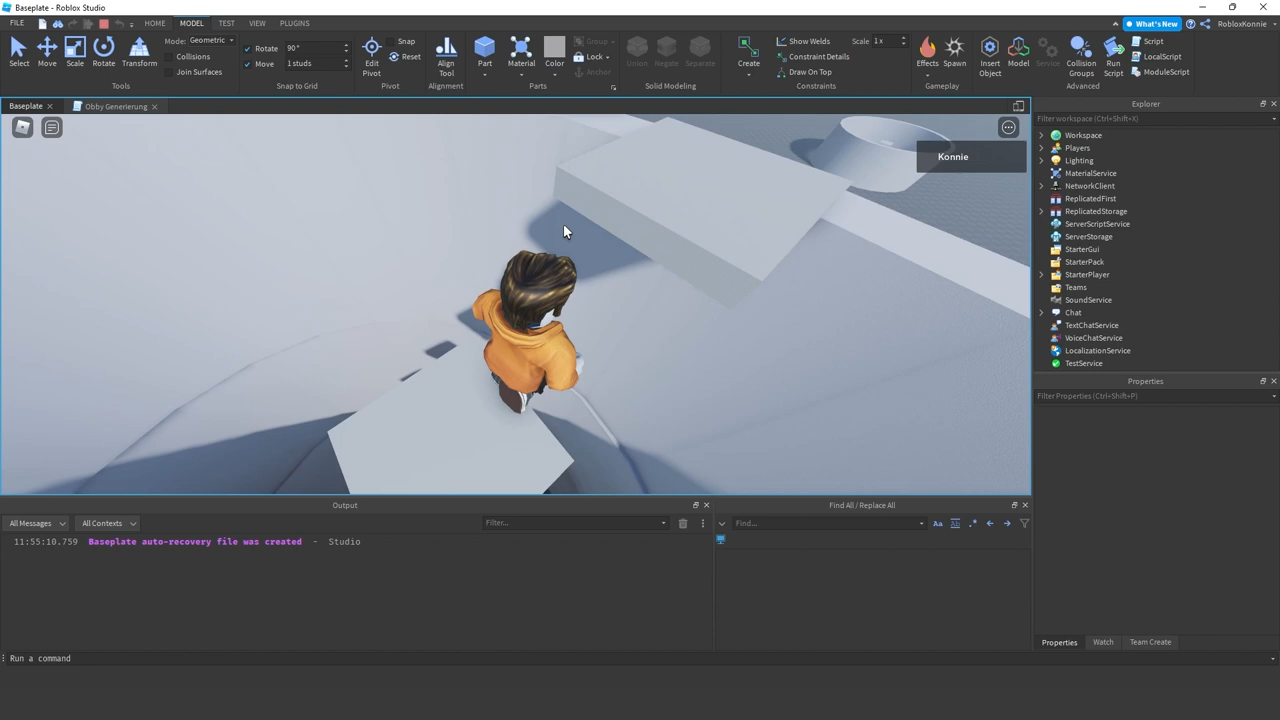 Baseplate - Roblox Studio
FILE HOME MODEL TEST VIEW PLUGINS What's New RobloxKonnie
Select Move Scale Rotate Transform
Mode: Geometric
Collisions
Join Surfaces
Tools
Rotate 90°
Move 1 studs
Snap to Grid
Edit Pivot
Snap
Reset
Pivot
Align Tool
Alignment
Part Material Color
Group
Lock
Anchor
Parts
Union Negate Separate
Solid Modeling
Create
Show Welds Scale 1 x
Constraint Details
Draw On Top
Constraints
Effects Spawn
Gameplay
Insert Object Model Service Collision Groups Run Script
Script
LocalScript
ModuleScript
Advanced
Baseplate Obby Generierung
Konnie
Explorer
Filter workspace (Ctrl+Shift+X)
Workspace
Players
Lighting
MaterialService
NetworkClient
ReplicatedFirst
ReplicatedStorage
ServerScriptService
ServerStorage
StarterGui
StarterPack
StarterPlayer
Teams
SoundService
Chat
TextChatService
VoiceChatService
LocalizationService
TestService
Properties
Filter Properties (Ctrl+Shift+P)
Properties Watch Team Create
Output
All Messages All Contexts Filter...
11:55:10.759 Baseplate auto-recovery file was created - Studio
Find All / Replace All
Find... Aa Ab .*
Run a command